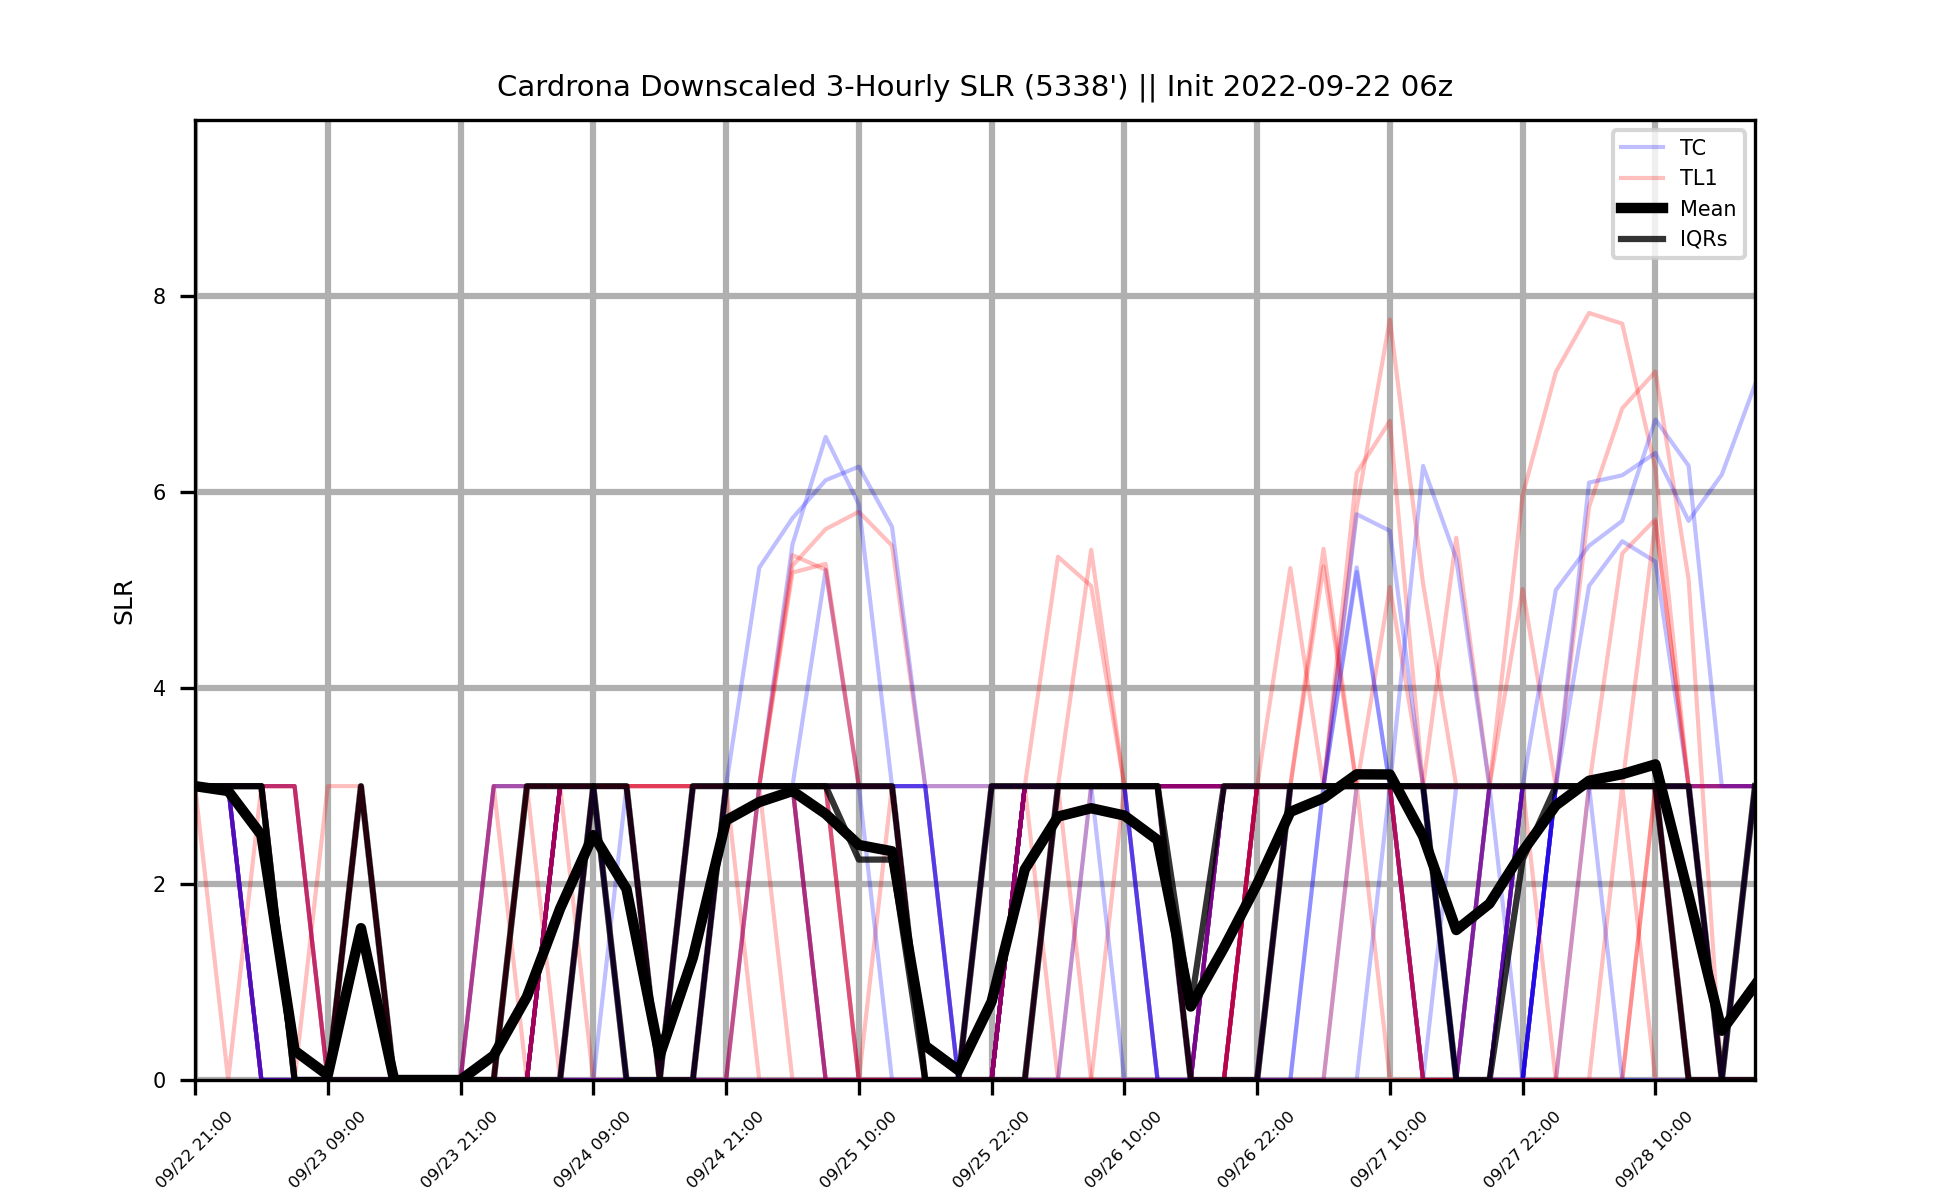 Cardrona Downscaled 3-Hourly SLR (5338') || Init 2022-09-22 06z
TC
TL1
Mean
IQRs
8
6
4
2
0
SLR
09/22 21:00
09/23 09:00
09/23 21:00
09/24 09:00
09/24 21:00
09/25 10:00
09/25 22:00
09/26 10:00
09/26 22:00
09/27 10:00
09/27 22:00
09/28 10:00